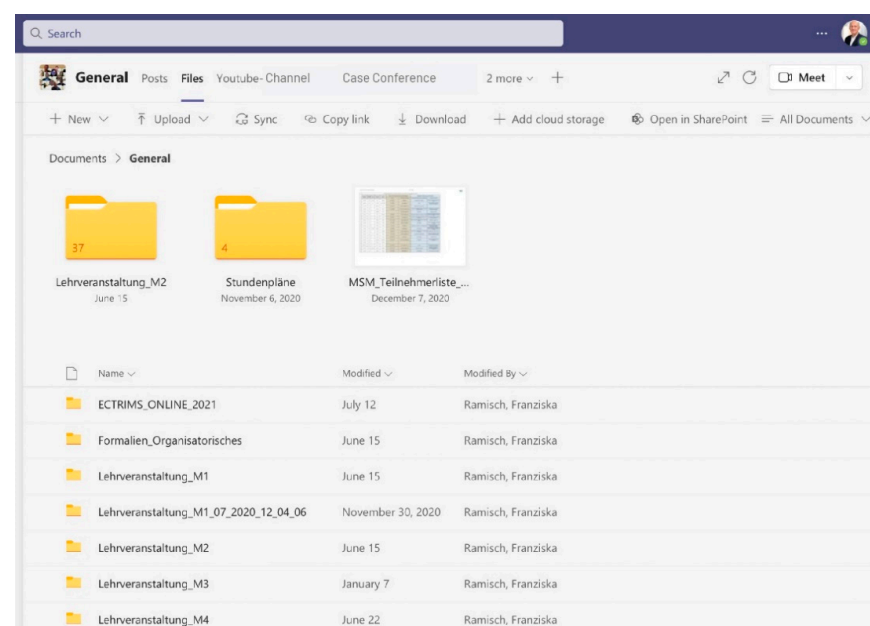 Search ...
General Posts Files Youtube-Channel Case Conference 2 more + Meet
+ New Upload Sync Copy link Download + Add cloud storage Open in SharePoint All Documents
Documents > General
37 4
Lehrveranstaltung_M2 Stundenpläne MSM_Teilnehmerliste_...
June 15 November 6, 2020 December 7, 2020
Name Modified Modified By
ECTRIMS_ONLINE_2021 July 12 Ramisch, Franziska
Formalien_Organisatorisches June 15 Ramisch, Franziska
Lehrveranstaltung_M1 June 15 Ramisch, Franziska
Lehrveranstaltung_M1_07_2020_12_04_06 November 30, 2020 Ramisch, Franziska
Lehrveranstaltung_M2 June 15 Ramisch, Franziska
Lehrveranstaltung_M3 January 7 Ramisch, Franziska
Lehrveranstaltung_M4 June 22 Ramisch, Franziska